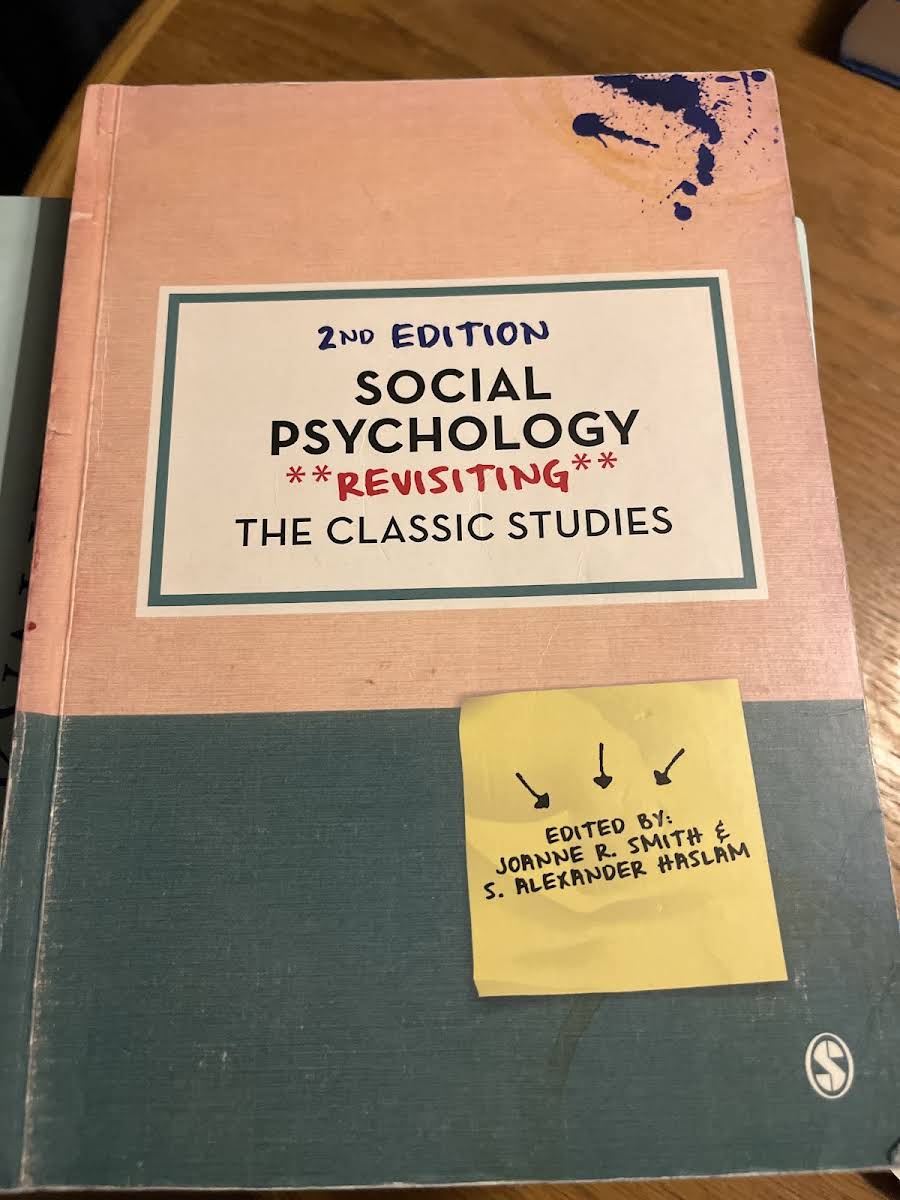 2ND EDITION
SOCIAL
PSYCHOLOGY
**REVISITING**
THE CLASSIC STUDIES
EDITED BY:
JOANNE R. SMITH &
S. ALEXANDER HASLAM